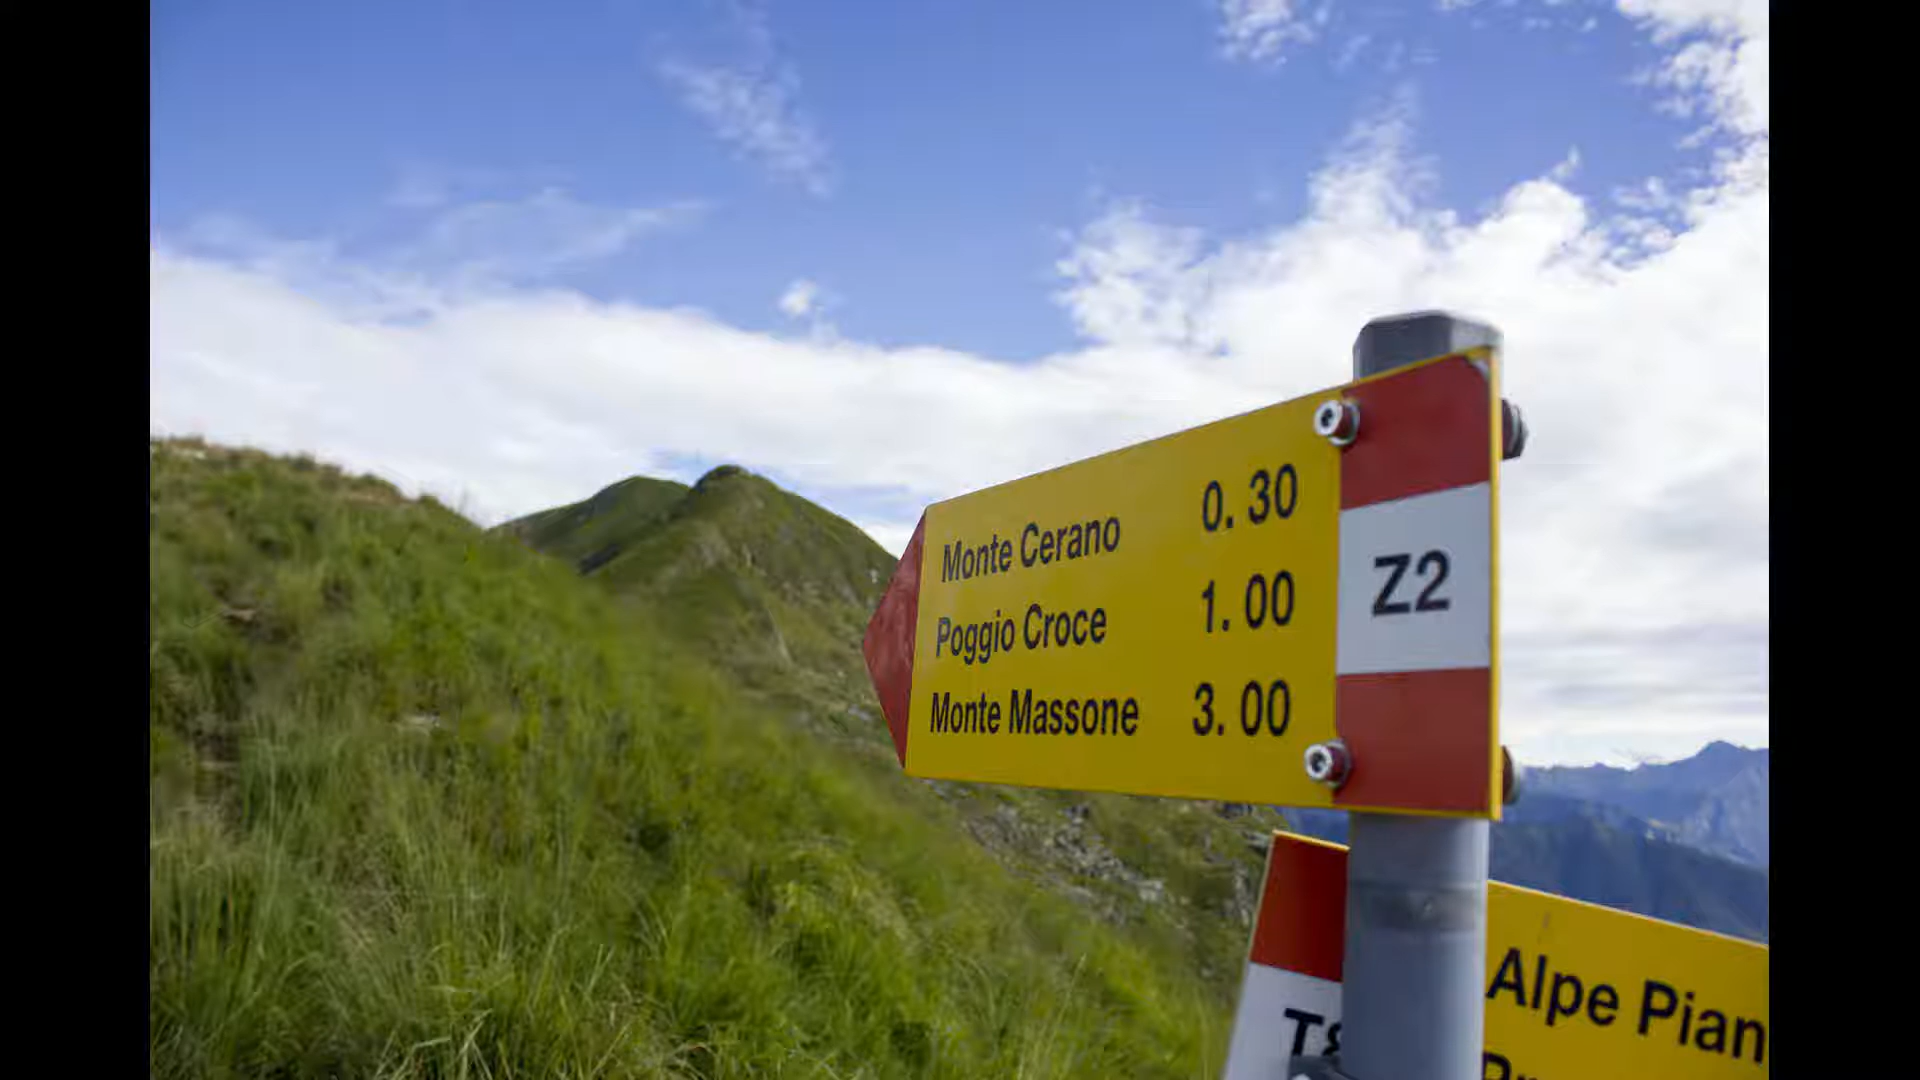 Monte Cerano 0.30
Poggio Croce 1.00
Monte Massone 3.00
Z2
Alpe Pian